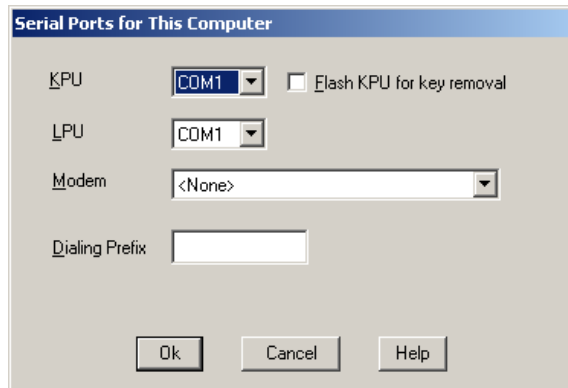 Serial Ports for This Computer
KPU COM1 Flash KPU for key removal
LPU COM1
Modem <None>
Dialing Prefix
Ok Cancel Help